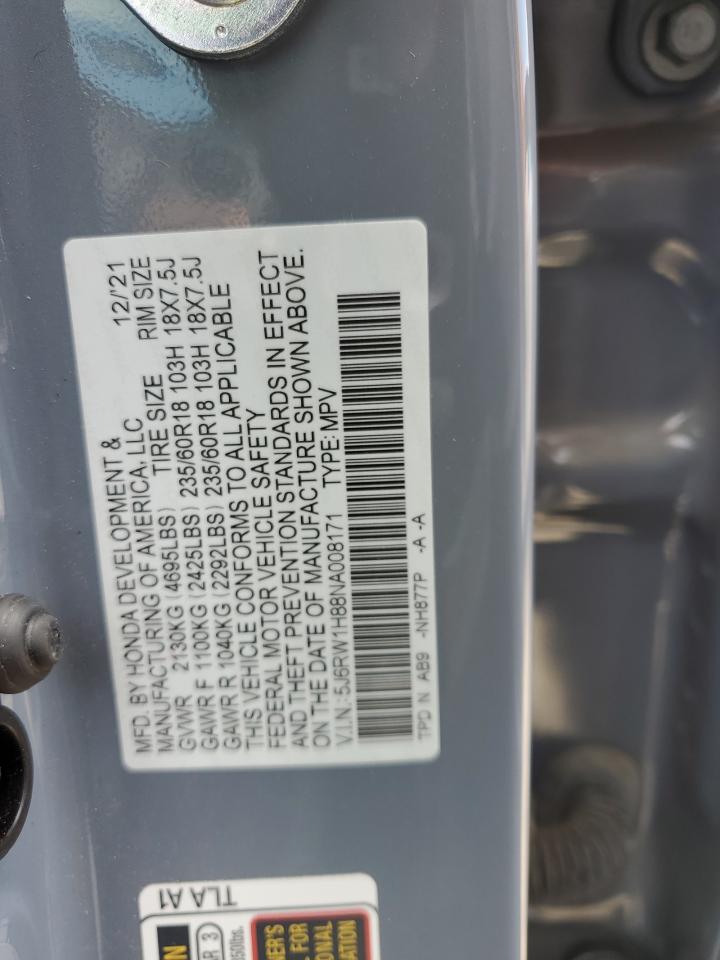 MFD. BY HONDA DEVELOPMENT & 12/'21
MANUFACTURING OF AMERICA, LLC TIRE SIZE RIM SIZE
GVWR 2130KG (4695LBS)
GAWR F 1100KG (2425LBS) 235/60R18 103H 18X7.5J
GAWR R 1040KG (2292LBS) 235/60R18 103H 18X7.5J
THIS VEHICLE CONFORMS TO ALL APPLICABLE
FEDERAL MOTOR VEHICLE SAFETY
AND THEFT PREVENTION STANDARDS IN EFFECT
ON THE DATE OF MANUFACTURE SHOWN ABOVE.
V.I.N.: 5J6RW1H88NA008171 TYPE: MPV
TPD N AB9 -NH877P -A -A
TLA A1